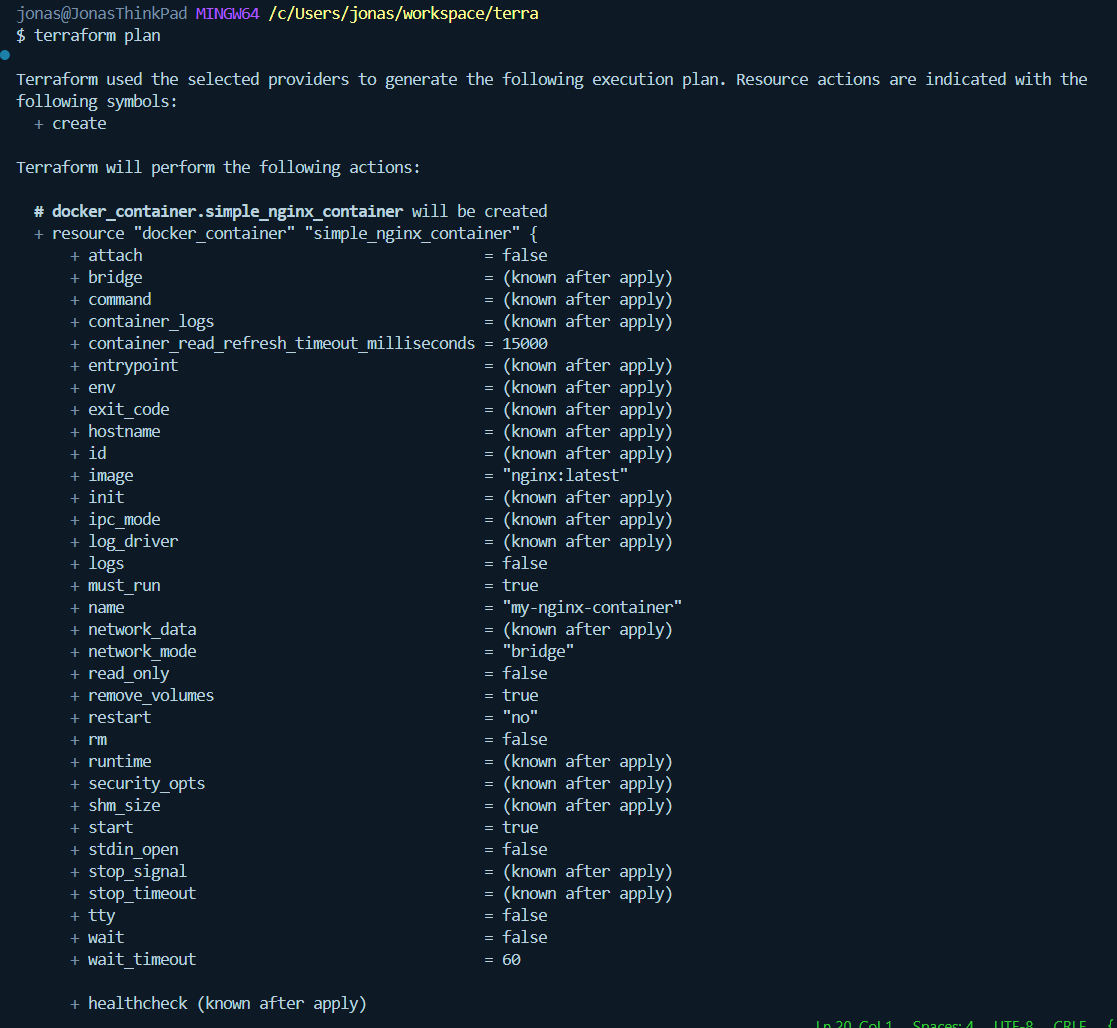 jonas@JonasThinkPad MINGW64 /c/Users/jonas/workspace/terra
$ terraform plan
Terraform used the selected providers to generate the following execution plan. Resource actions are indicated with the
following symbols:
+ create
Terraform will perform the following actions:
# docker_container.simple_nginx_container will be created
+ resource "docker_container" "simple_nginx_container" {
+ attach = false
+ bridge = (known after apply)
+ command = (known after apply)
+ container_logs = (known after apply)
+ container_read_refresh_timeout_milliseconds = 15000
+ entrypoint = (known after apply)
+ env = (known after apply)
+ exit_code = (known after apply)
+ hostname = (known after apply)
+ id = (known after apply)
+ image = "nginx:latest"
+ init = (known after apply)
+ ipc_mode = (known after apply)
+ log_driver = (known after apply)
+ logs = false
+ must_run = true
+ name = "my-nginx-container"
+ network_data = (known after apply)
+ network_mode = "bridge"
+ read_only = false
+ remove_volumes = true
+ restart = "no"
+ rm = false
+ runtime = (known after apply)
+ security_opts = (known after apply)
+ shm_size = (known after apply)
+ start = true
+ stdin_open = false
+ stop_signal = (known after apply)
+ stop_timeout = (known after apply)
+ tty = false
+ wait = false
+ wait_timeout = 60
+ healthcheck (known after apply)
Ln 20, Col 1 Spaces: 4 UTF-8 CRLF {